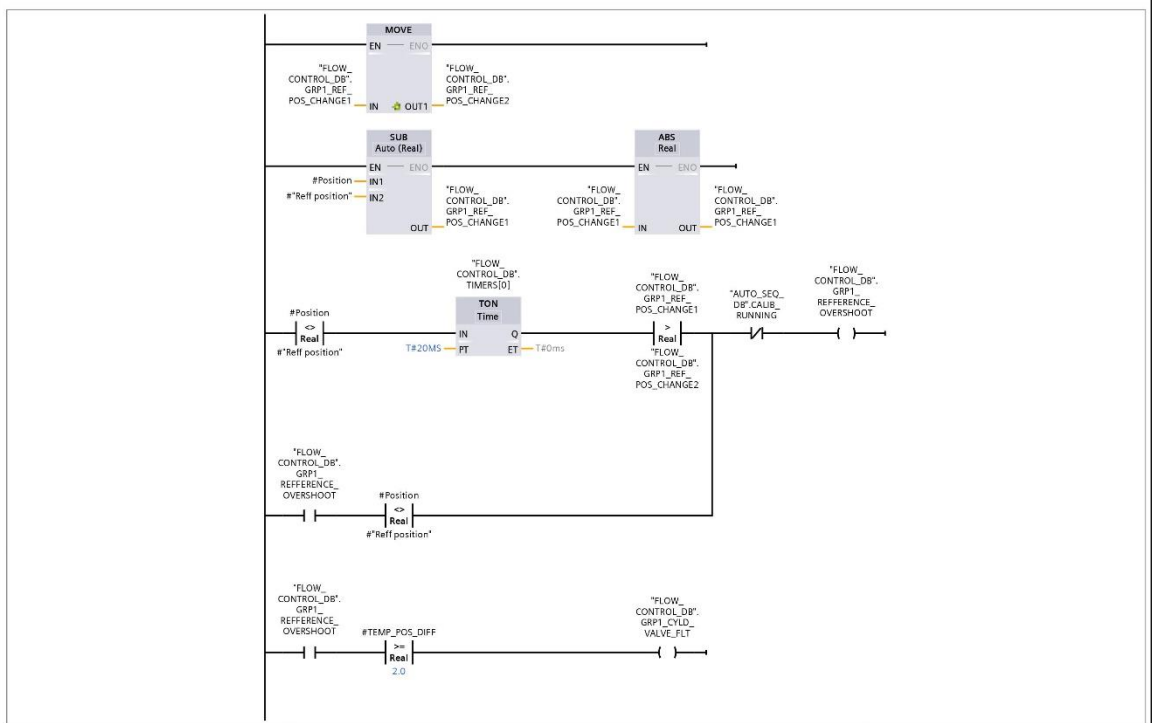 MOVE
EN
ENO
"FLOW_
CONTROL_DB".
GRP1_REF_
POS_CHANGE1
IN
OUT1
"FLOW_
CONTROL_DB".
GRP1_REF_
POS_CHANGE2
SUB
Auto (Real)
EN
ENO
#Position
IN1
#"Reff position"
IN2
OUT
"FLOW_
CONTROL_DB".
GRP1_REF_
POS_CHANGE1
ABS
Real
EN
ENO
"FLOW_
CONTROL_DB".
GRP1_REF_
POS_CHANGE1
IN
OUT
"FLOW_
CONTROL_DB".
GRP1_REF_
POS_CHANGE1
#Position
<>
Real
#"Reff position"
"FLOW_
CONTROL_DB".
TIMERS[0]
TON
Time
IN
Q
T#20MS
PT
ET
T#0ms
"FLOW_
CONTROL_DB".
GRP1_REF_
POS_CHANGE1
>
Real
"FLOW_
CONTROL_DB".
GRP1_REF_
POS_CHANGE2
"AUTO_SEQ_
DB".CALIB_
RUNNING
"FLOW_
CONTROL_DB".
GRP1_
REFFERENCE_
OVERSHOOT
"FLOW_
CONTROL_DB".
GRP1_
REFFERENCE_
OVERSHOOT
#Position
<>
Real
#"Reff position"
"FLOW_
CONTROL_DB".
GRP1_
REFFERENCE_
OVERSHOOT
#TEMP_POS_DIFF
>=
Real
2.0
"FLOW_
CONTROL_DB".
GRP1_CYLD_
VALVE_FLT